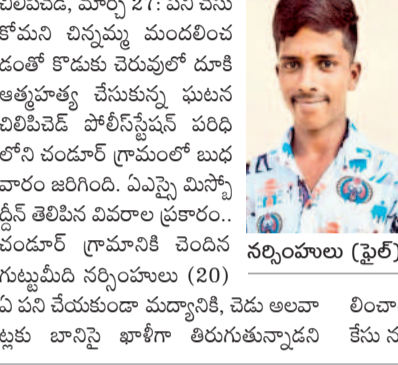 చిలిపిచెడ్, మార్చి 27: పని చేసు
కోమని చిన్నమ్మ మందలించ
డంతో కొడుకు చెరువులో దూకి
ఆత్మహత్య చేసుకున్న ఘటన
చిలిపిచెడ్ పోలీస్‌స్టేషన్ పరిధి
లోని చండూర్ గ్రామంలో బుధ
వారం జరిగింది. ఏఎస్సై మిస్బో
ద్దీన్ తెలిపిన వివరాల ప్రకారం..
చండూర్ గ్రామానికి చెందిన
గుట్టుమీది నర్సింహులు (20)
ఏ పని చేయకుండా మద్యానికి, చెడు అలవా
ట్లకు బానిసై ఖాళీగా తిరుగుతున్నాడని
నర్సింహులు (ఫైల్)
లించా
కేసు న